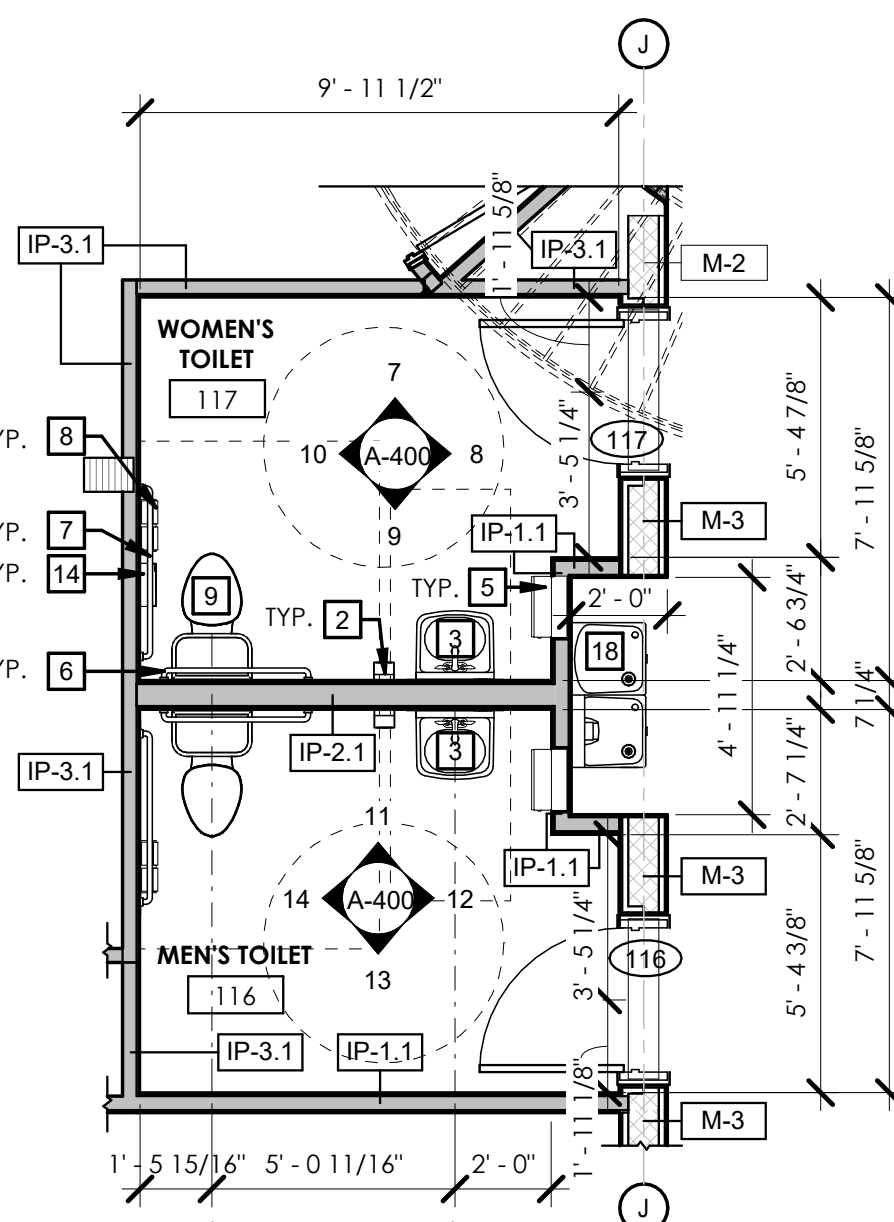 J
9' - 11 1/2"
1' - 11 5/8"
IP-3.1
IP-3.1
M-2
WOMEN'S
TOILET
117
7
10
A-400
8
9
117
3' - 5 1/4"
5' - 4 7/8"
7' - 11 5/8"
YP.
8
YP.
7
YP.
14
IP-1.1
M-3
9
TYP.
2
TYP.
5
2' - 0"
3
18
2' - 6 3/4"
YP.
6
4' - 11 1/4"
7 1/4"
IP-3.1
IP-2.1
3
2' - 7 1/4"
11
IP-1.1
M-3
14
A-400
12
13
MEN'S TOILET
116
116
3' - 5 1/4"
5' - 4 3/8"
7' - 11 5/8"
IP-3.1
IP-1.1
M-3
1' - 11 1/8"
1' - 5 15/16"
5' - 0 11/16"
2' - 0"
J